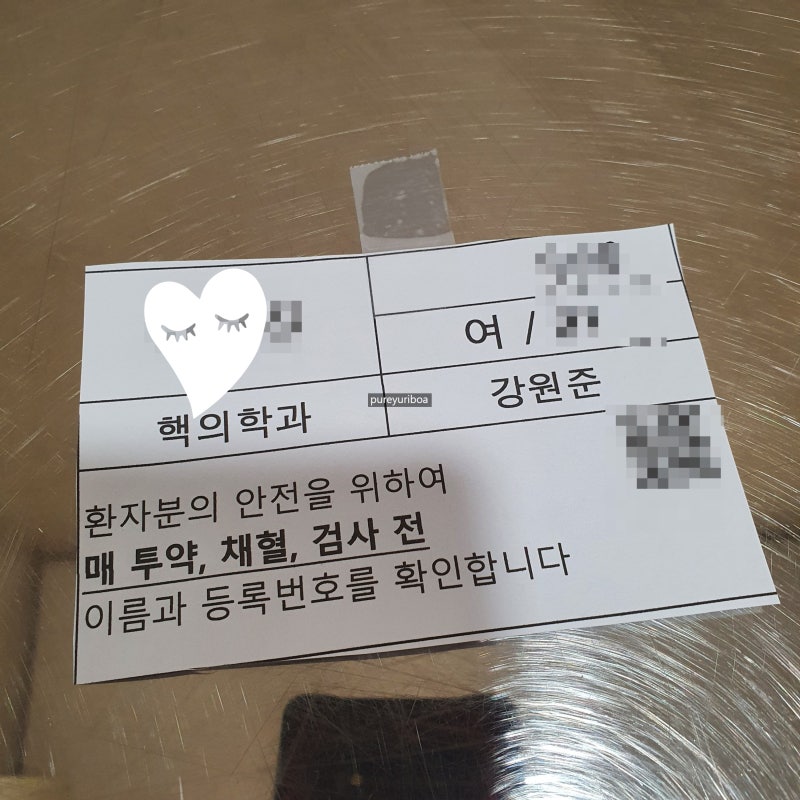 여 /
핵의학과
강원준
pureyuriboa
환자분의 안전을 위하여
매 투약, 채혈, 검사 전
이름과 등록번호를 확인합니다